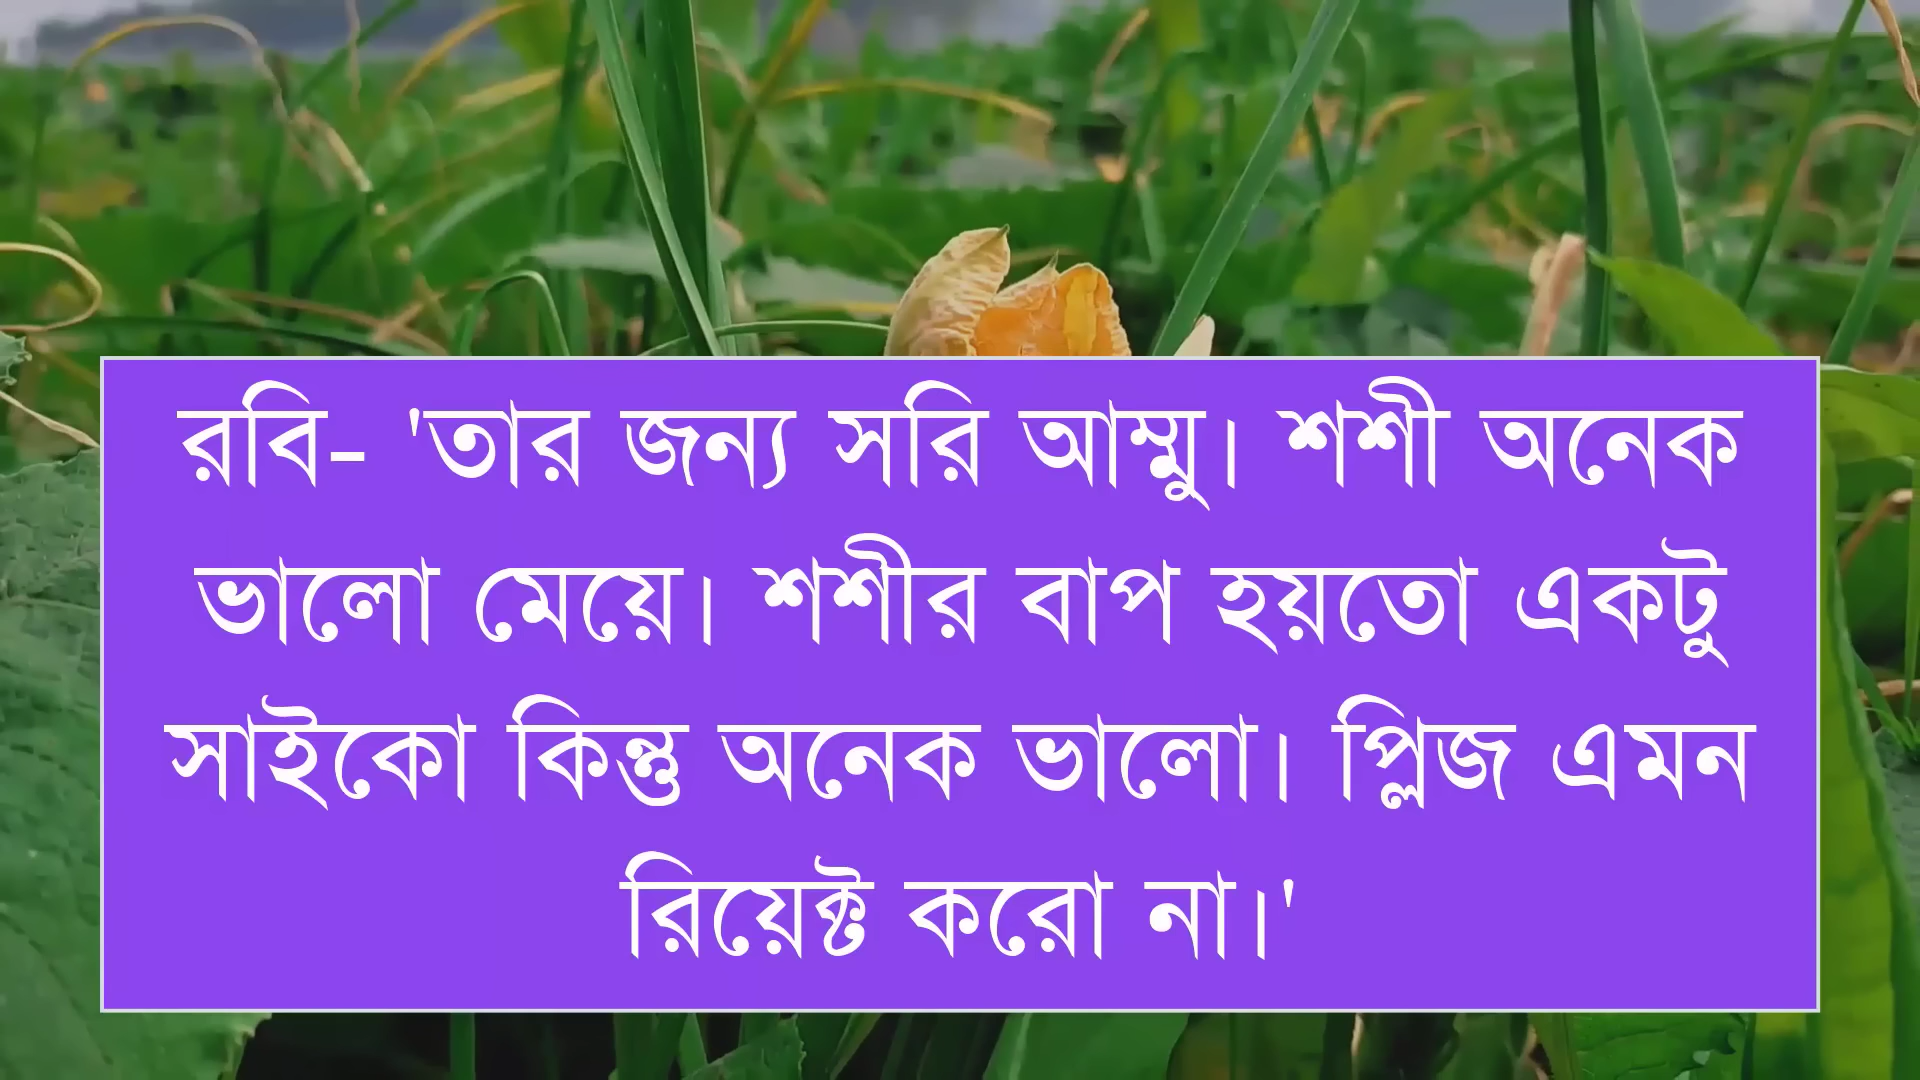 রবি- 'তার জন্য সরি আম্মু। শশী অনেক
ভালো মেয়ে। শশীর বাপ হয়তো একটু
সাইকো কিন্তু অনেক ভালো। প্লিজ এমন
রিয়েক্ট করো না।'